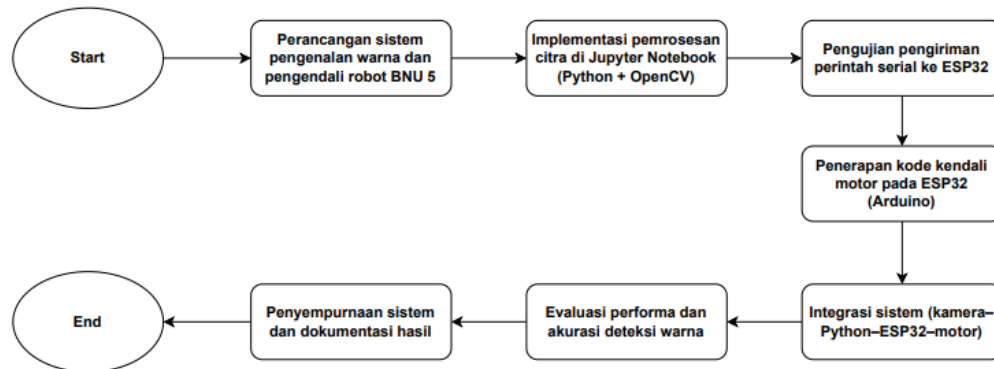 Start
Perancangan sistem
pengenalan warna dan
pengendali robot BNU 5
Implementasi pemrosesan
citra di Jupyter Notebook
(Python + OpenCV)
Pengujian pengiriman
perintah serial ke ESP32
Penerapan kode kendali
motor pada ESP32
(Arduino)
Integrasi sistem (kamera–
Python–ESP32–motor)
Evaluasi performa dan
akurasi deteksi warna
Penyempurnaan sistem
dan dokumentasi hasil
End